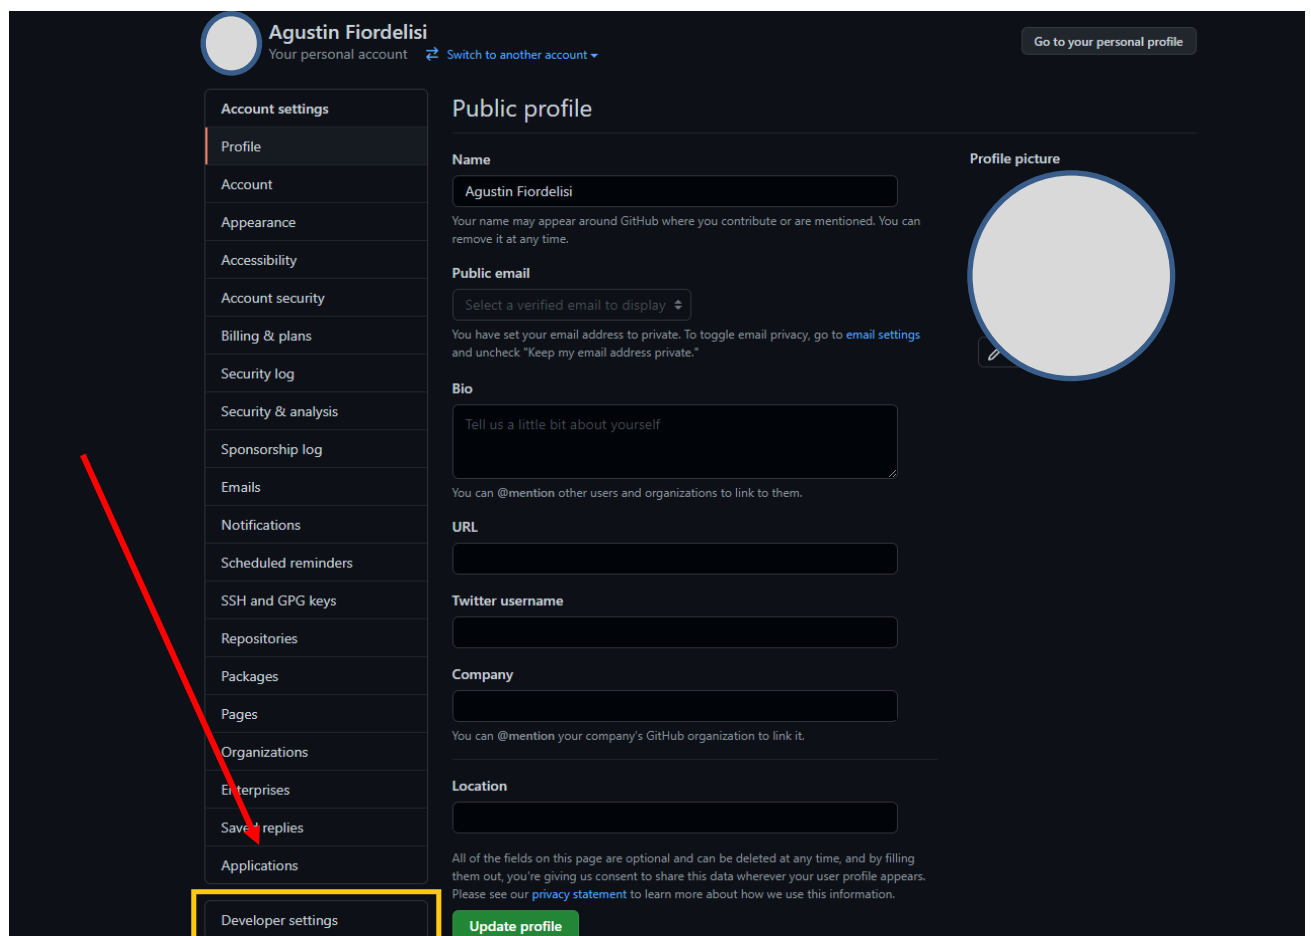 Agustin Fiordelisi
Your personal account Switch to another account
Go to your personal profile
Account settings
Profile
Account
Appearance
Accessibility
Account security
Billing & plans
Security log
Security & analysis
Sponsorship log
Emails
Notifications
Scheduled reminders
SSH and GPG keys
Repositories
Packages
Pages
Organizations
Enterprises
Saved replies
Applications
Developer settings
Public profile
Name
Agustin Fiordelisi
Your name may appear around GitHub where you contribute or are mentioned. You can
remove it at any time.
Public email
Select a verified email to display
You have set your email address to private. To toggle email privacy, go to email settings
and uncheck "Keep my email address private."
Bio
Tell us a little bit about yourself
You can @mention other users and organizations to link to them.
URL
Twitter username
Company
You can @mention your company's GitHub organization to link it.
Location
All of the fields on this page are optional and can be deleted at any time, and by filling
them out, you're giving us consent to share this data wherever your user profile appears.
Please see our privacy statement to learn more about how we use this information.
Update profile
Profile picture